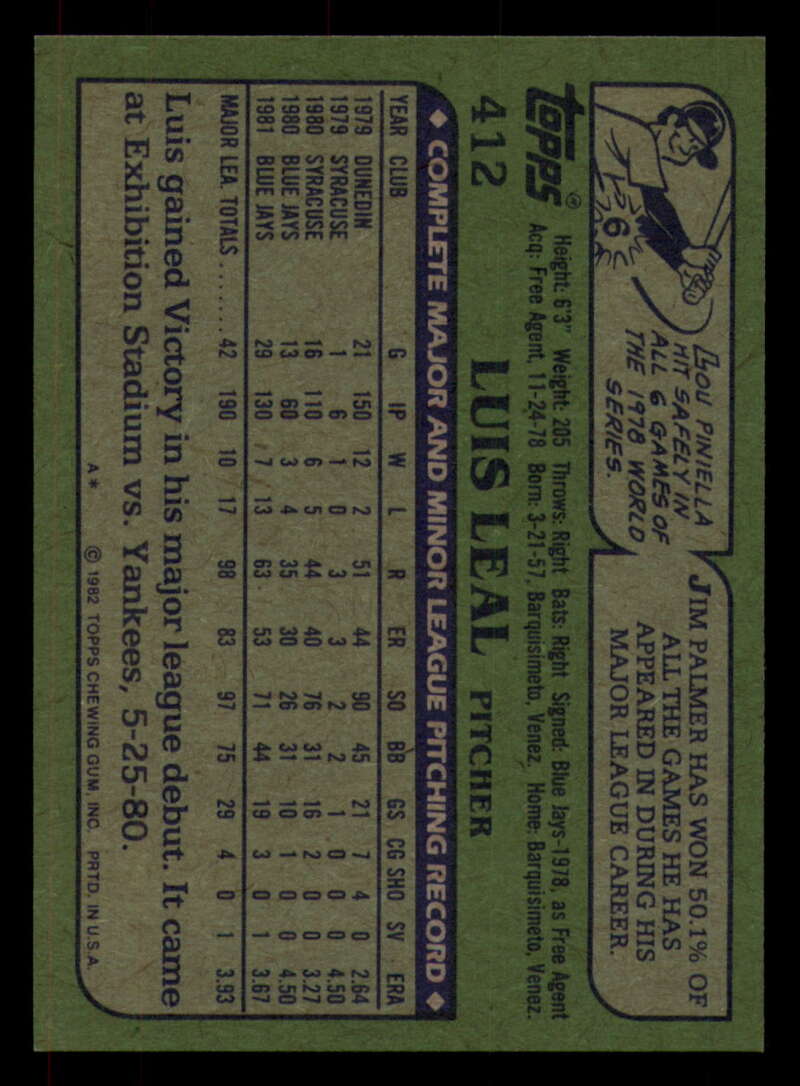 LOU PINIELLA
HIT SAFELY IN
ALL 6 GAMES OF
THE 1978 WORLD
SERIES.
1 2 6
JIM PALMER HAS WON 50.1% OF
ALL THE GAMES HE HAS
APPEARED IN DURING HIS
MAJOR LEAGUE CAREER.
Topps®
Height: 6'3" Weight: 205 Throws: Right Bats: Right Signed: Blue Jays-1978, as Free Agent
Acq: Free Agent, 11-24-78 Born: 3-21-57, Barquisimeto, Venez. Home: Barquisimeto, Venez.
412 LUIS LEAL PITCHER
◆ COMPLETE MAJOR AND MINOR LEAGUE PITCHING RECORD ◆
YEAR CLUB G IP W L R ER SO BB GS CG SHO SV ERA
1979 DUNEDIN 21 150 12 2 51 44 90 45 21 7 4 0 2.64
1979 SYRACUSE 1 6 1 0 3 3 2 2 1 0 0 0 4.50
1980 SYRACUSE 16 110 6 5 44 40 76 31 16 2 0 0 3.27
1980 BLUE JAYS 13 60 3 4 35 30 26 31 10 1 0 0 4.50
1981 BLUE JAYS 29 130 7 13 63 53 71 44 19 3 0 1 3.67
MAJOR LEA. TOTALS ....... 42 190 10 17 98 83 97 75 29 4 0 1 3.93
Luis gained Victory in his major league debut. It came
at Exhibition Stadium vs. Yankees, 5-25-80.
A* © 1982 TOPPS CHEWING GUM, INC. PRTD. IN U.S.A.